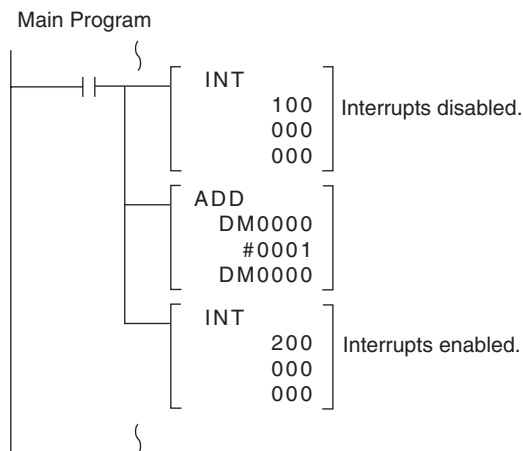 Main Program
INT
100
000
000
Interrupts disabled.
ADD
DM0000
#0001
DM0000
INT
200
000
000
Interrupts enabled.